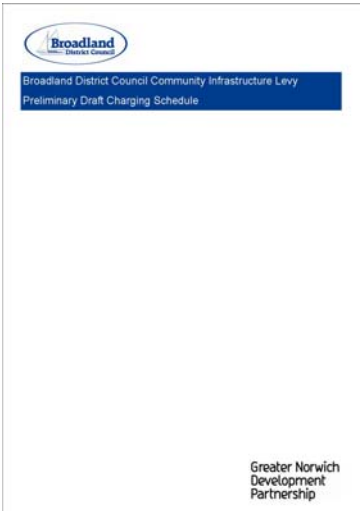 Broadland
District Council
Broadland District Council Community Infrastructure Levy
Preliminary Draft Charging Schedule
Greater Norwich
Development
Partnership